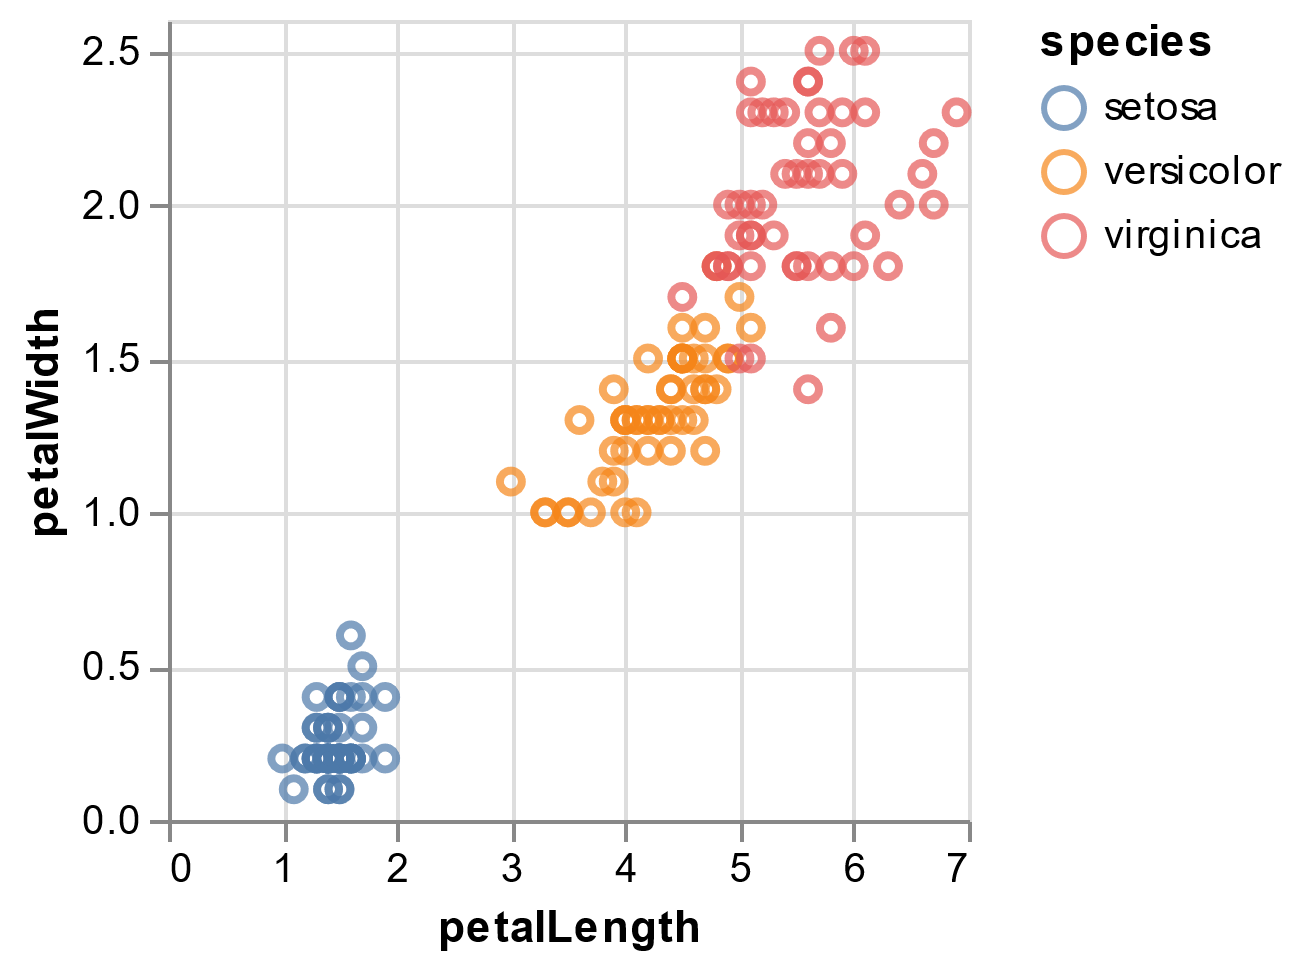 species
setosa
versicolor
virginica
petalWidth
2.5
2.0
1.5
1.0
0.5
0.0
0 1 2 3 4 5 6 7
petalLength